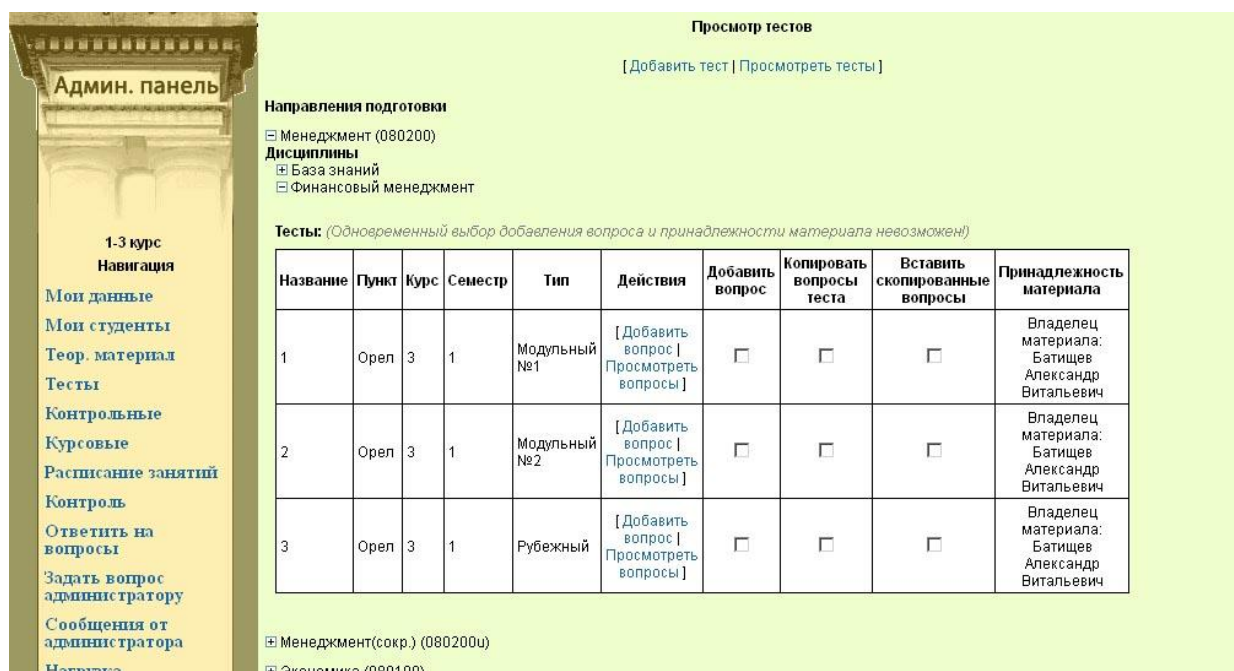 Админ. панель
1-3 курс
Навигация
Мои данные
Мои студенты
Теор. материал
Тесты
Контрольные
Курсовые
Расписание занятий
Контроль
Ответить на
вопросы
Задать вопрос
администратору
Сообщения от
администратора
Нагрузка
Просмотр тестов
[ Добавить тест | Просмотреть тесты ]
Направления подготовки
Менеджмент (080200)
Дисциплины
База знаний
Финансовый менеджмент
Тесты: (Одновременный выбор добавления вопроса и принадлежности материала невозможен!)
Название Пункт Курс Семестр Тип Действия Добавить вопрос Копировать вопросы теста Вставить скопированные вопросы Принадлежность материала
1 Орел 3 1 Модульный №1 [ Добавить вопрос | Просмотреть вопросы ] Владелец материала: Батищев Александр Витальевич
2 Орел 3 1 Модульный №2 [ Добавить вопрос | Просмотреть вопросы ] Владелец материала: Батищев Александр Витальевич
3 Орел 3 1 Рубежный [ Добавить вопрос | Просмотреть вопросы ] Владелец материала: Батищев Александр Витальевич
Менеджмент(сокр.) (080200u)
Экономика (080100)